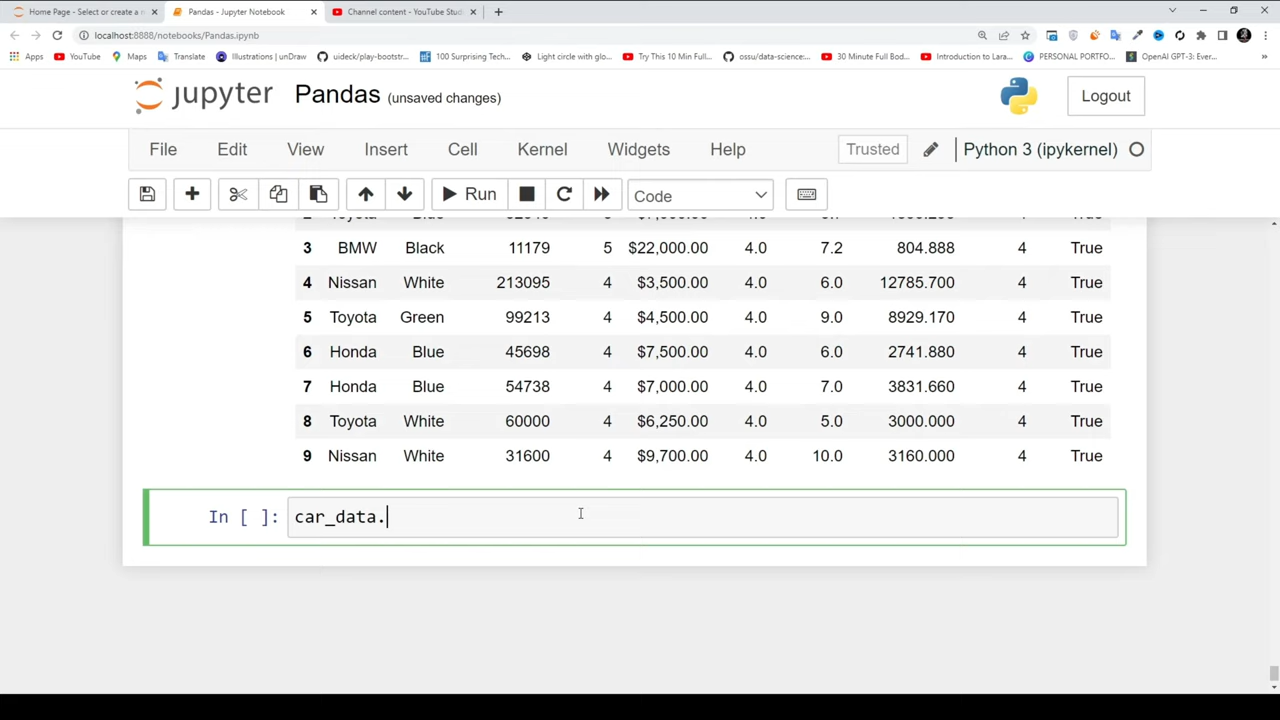 Home Page - Select or create a n
Pandas - Jupyter Notebook
Channel content - YouTube Stud
localhost:8888/notebooks/Pandas.ipynb
Apps YouTube Maps Translate Illustrations | unDraw uideck/play-bootstr... 100 Surprising Tech... Light circle with glo... Try This 10 Min Full... ossu/data-science:... 30 Minute Full Bod... Introduction to Lara... PERSONAL PORTFO... OpenAI GPT-3: Ever... »
jupyter Pandas (unsaved changes) Logout
File Edit View Insert Cell Kernel Widgets Help Trusted Python 3 (ipykernel)
Run Code
3 BMW Black 11179 5 $22,000.00 4.0 7.2 804.888 4 True
4 Nissan White 213095 4 $3,500.00 4.0 6.0 12785.700 4 True
5 Toyota Green 99213 4 $4,500.00 4.0 9.0 8929.170 4 True
6 Honda Blue 45698 4 $7,500.00 4.0 6.0 2741.880 4 True
7 Honda Blue 54738 4 $7,000.00 4.0 7.0 3831.660 4 True
8 Toyota White 60000 4 $6,250.00 4.0 5.0 3000.000 4 True
9 Nissan White 31600 4 $9,700.00 4.0 10.0 3160.000 4 True
In [ ]: car_data.